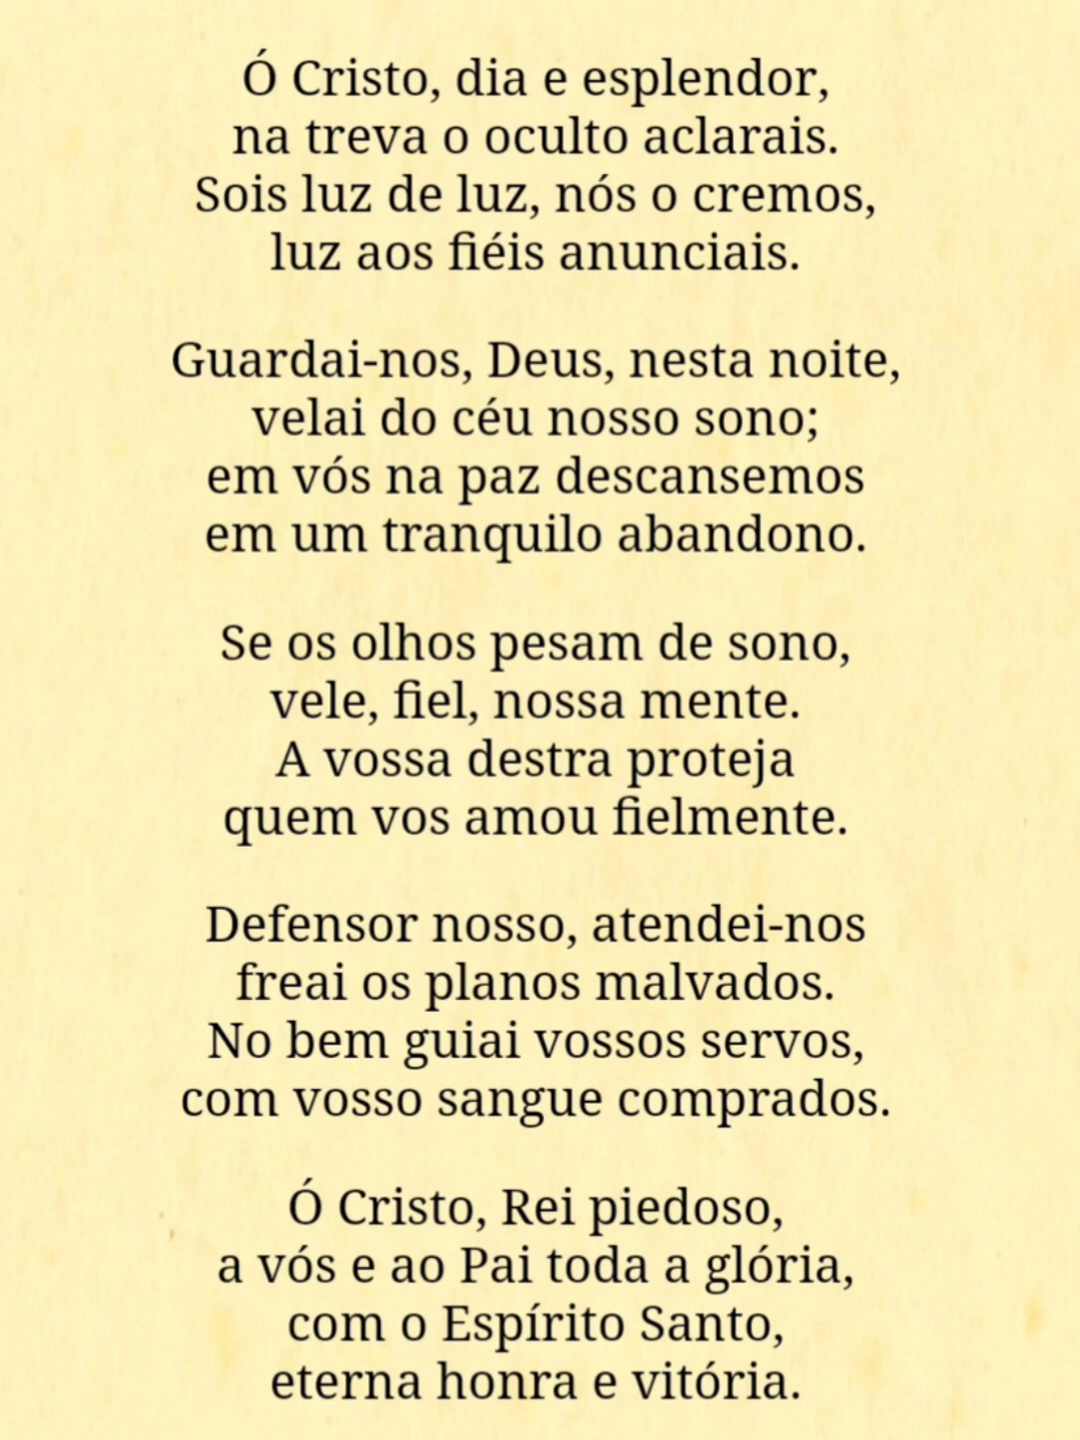 Ó Cristo, dia e esplendor,
na treva o oculto aclarais.
Sois luz de luz, nós o cremos,
luz aos fiéis anunciais.
Guardai-nos, Deus, nesta noite,
velai do céu nosso sono;
em vós na paz descansemos
em um tranquilo abandono.
Se os olhos pesam de sono,
vele, fiel, nossa mente.
A vossa destra proteja
quem vos amou fielmente.
Defensor nosso, atendei-nos
freai os planos malvados.
No bem guiai vossos servos,
com vosso sangue comprados.
Ó Cristo, Rei piedoso,
a vós e ao Pai toda a glória,
com o Espírito Santo,
eterna honra e vitória.